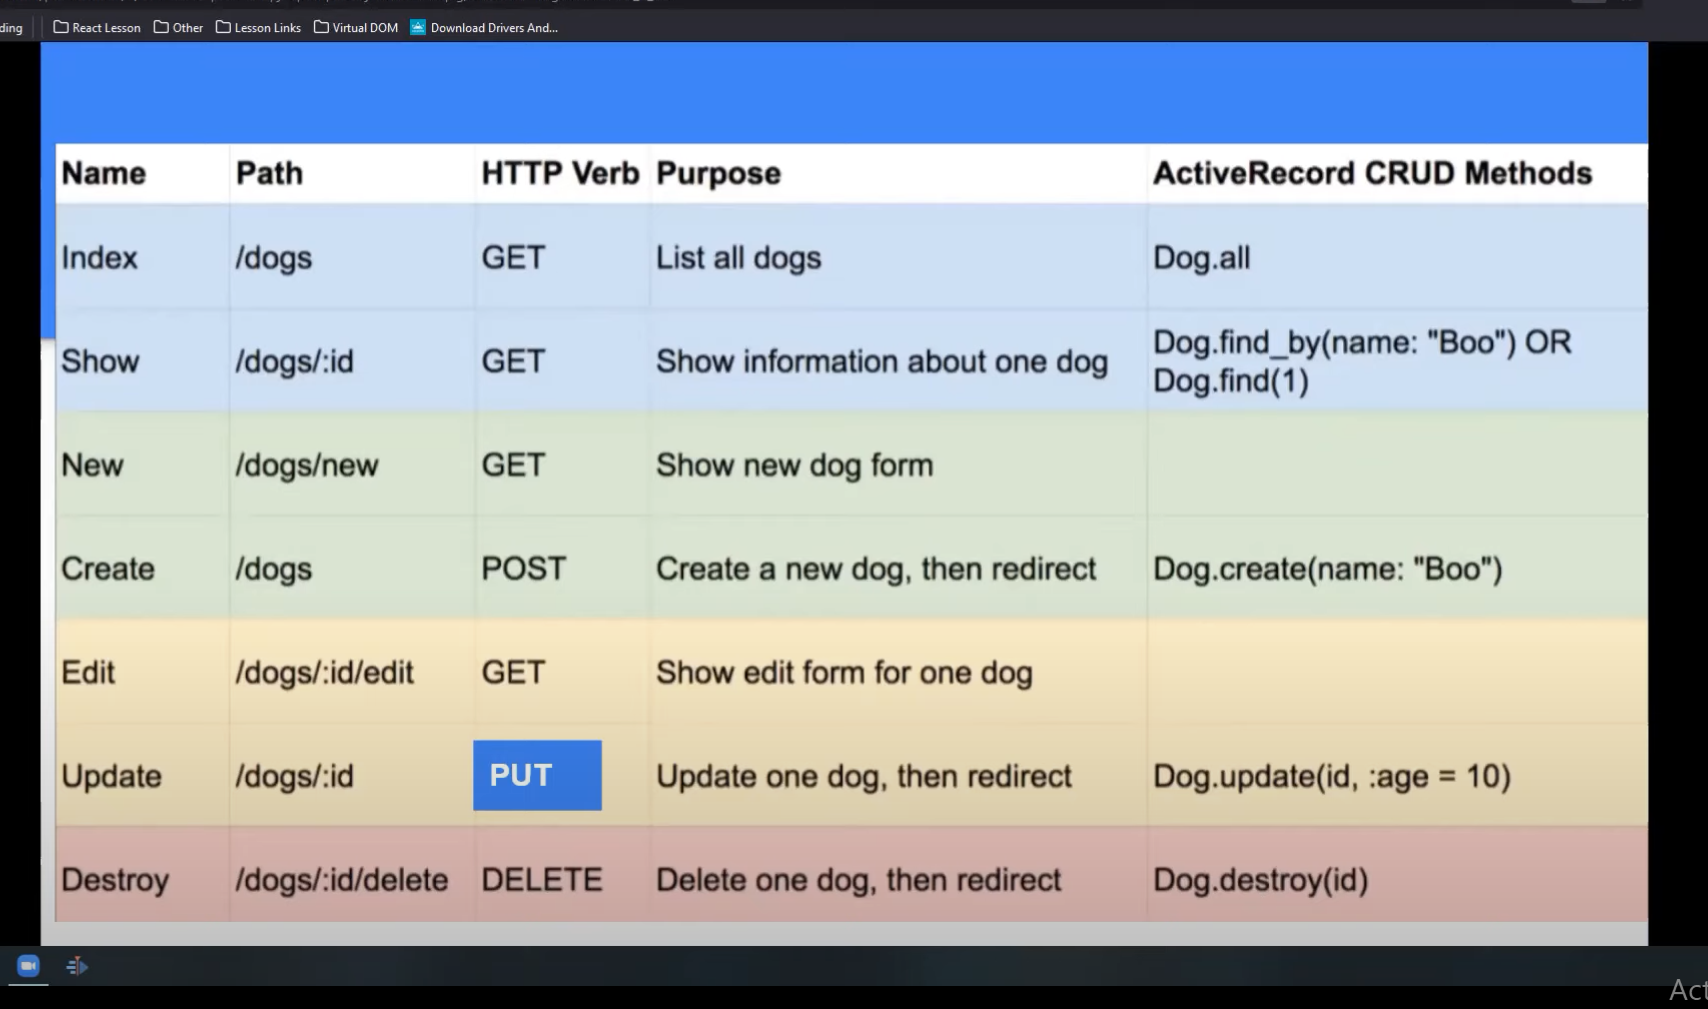 ding React Lesson Other Lesson Links Virtual DOM Download Drivers And...
Name Path HTTP Verb Purpose ActiveRecord CRUD Methods
Index /dogs GET List all dogs Dog.all
Show /dogs/:id GET Show information about one dog Dog.find_by(name: "Boo") OR
Dog.find(1)
New /dogs/new GET Show new dog form
Create /dogs POST Create a new dog, then redirect Dog.create(name: "Boo")
Edit /dogs/:id/edit GET Show edit form for one dog
Update /dogs/:id PUT Update one dog, then redirect Dog.update(id, :age = 10)
Destroy /dogs/:id/delete DELETE Delete one dog, then redirect Dog.destroy(id)
Act